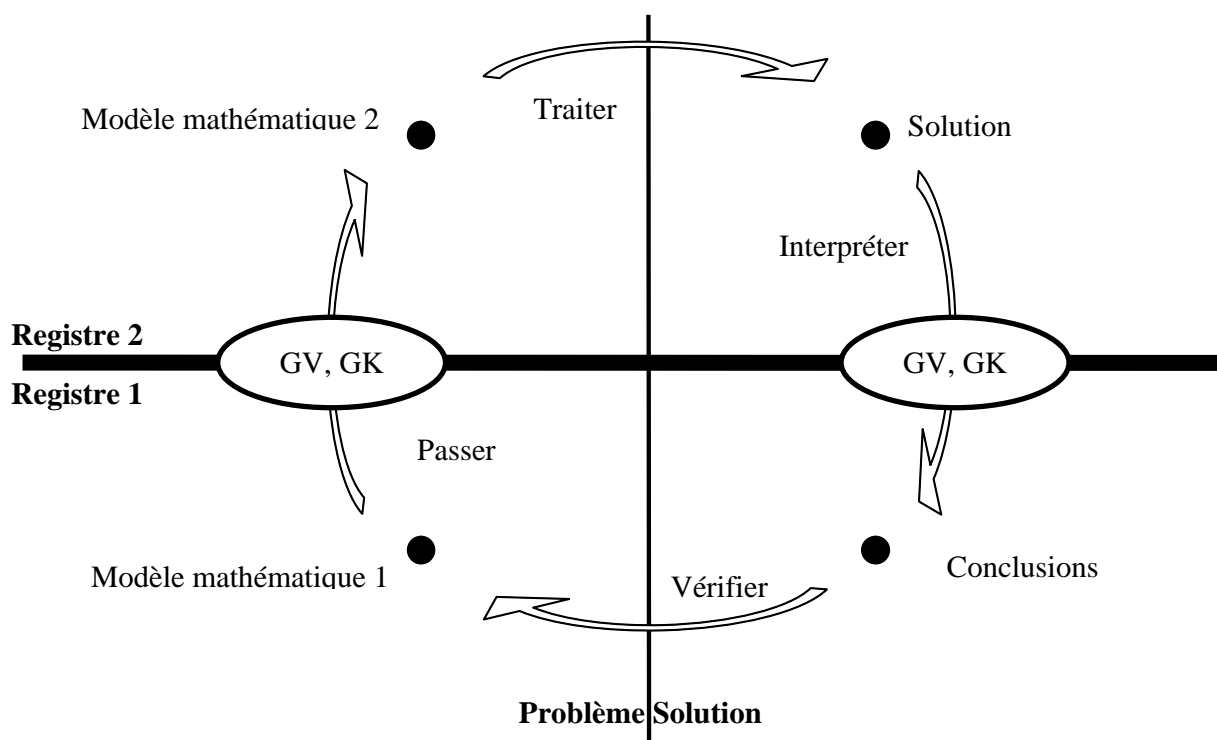 Traiter
Modèle mathématique 2
Solution
Interpréter
Registre 2
GV, GK
GV, GK
Registre 1
Passer
Modèle mathématique 1
Vérifier
Conclusions
Problème Solution